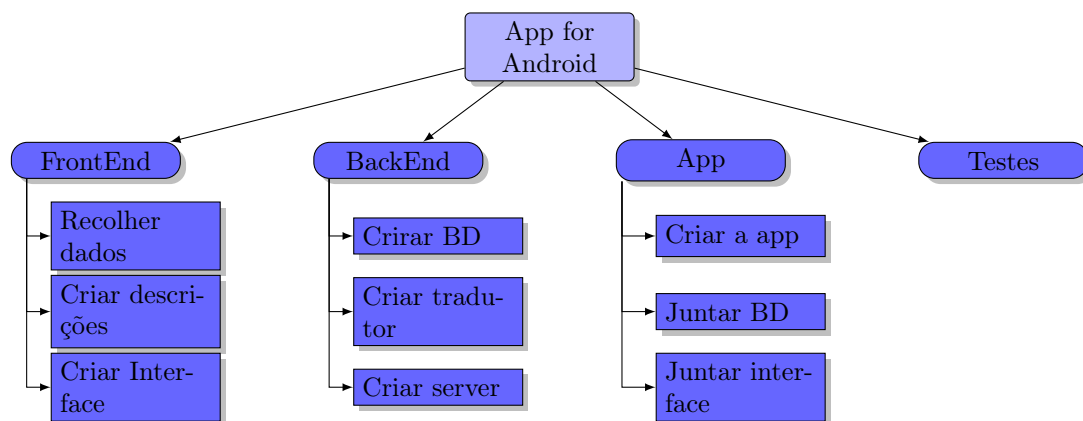 App for
Android
FrontEnd
BackEnd
App
Testes
Recolher
dados
Criar descri-
ções
Criar Inter-
face
Crirar BD
Criar tradu-
tor
Criar server
Criar a app
Juntar BD
Juntar inter-
face